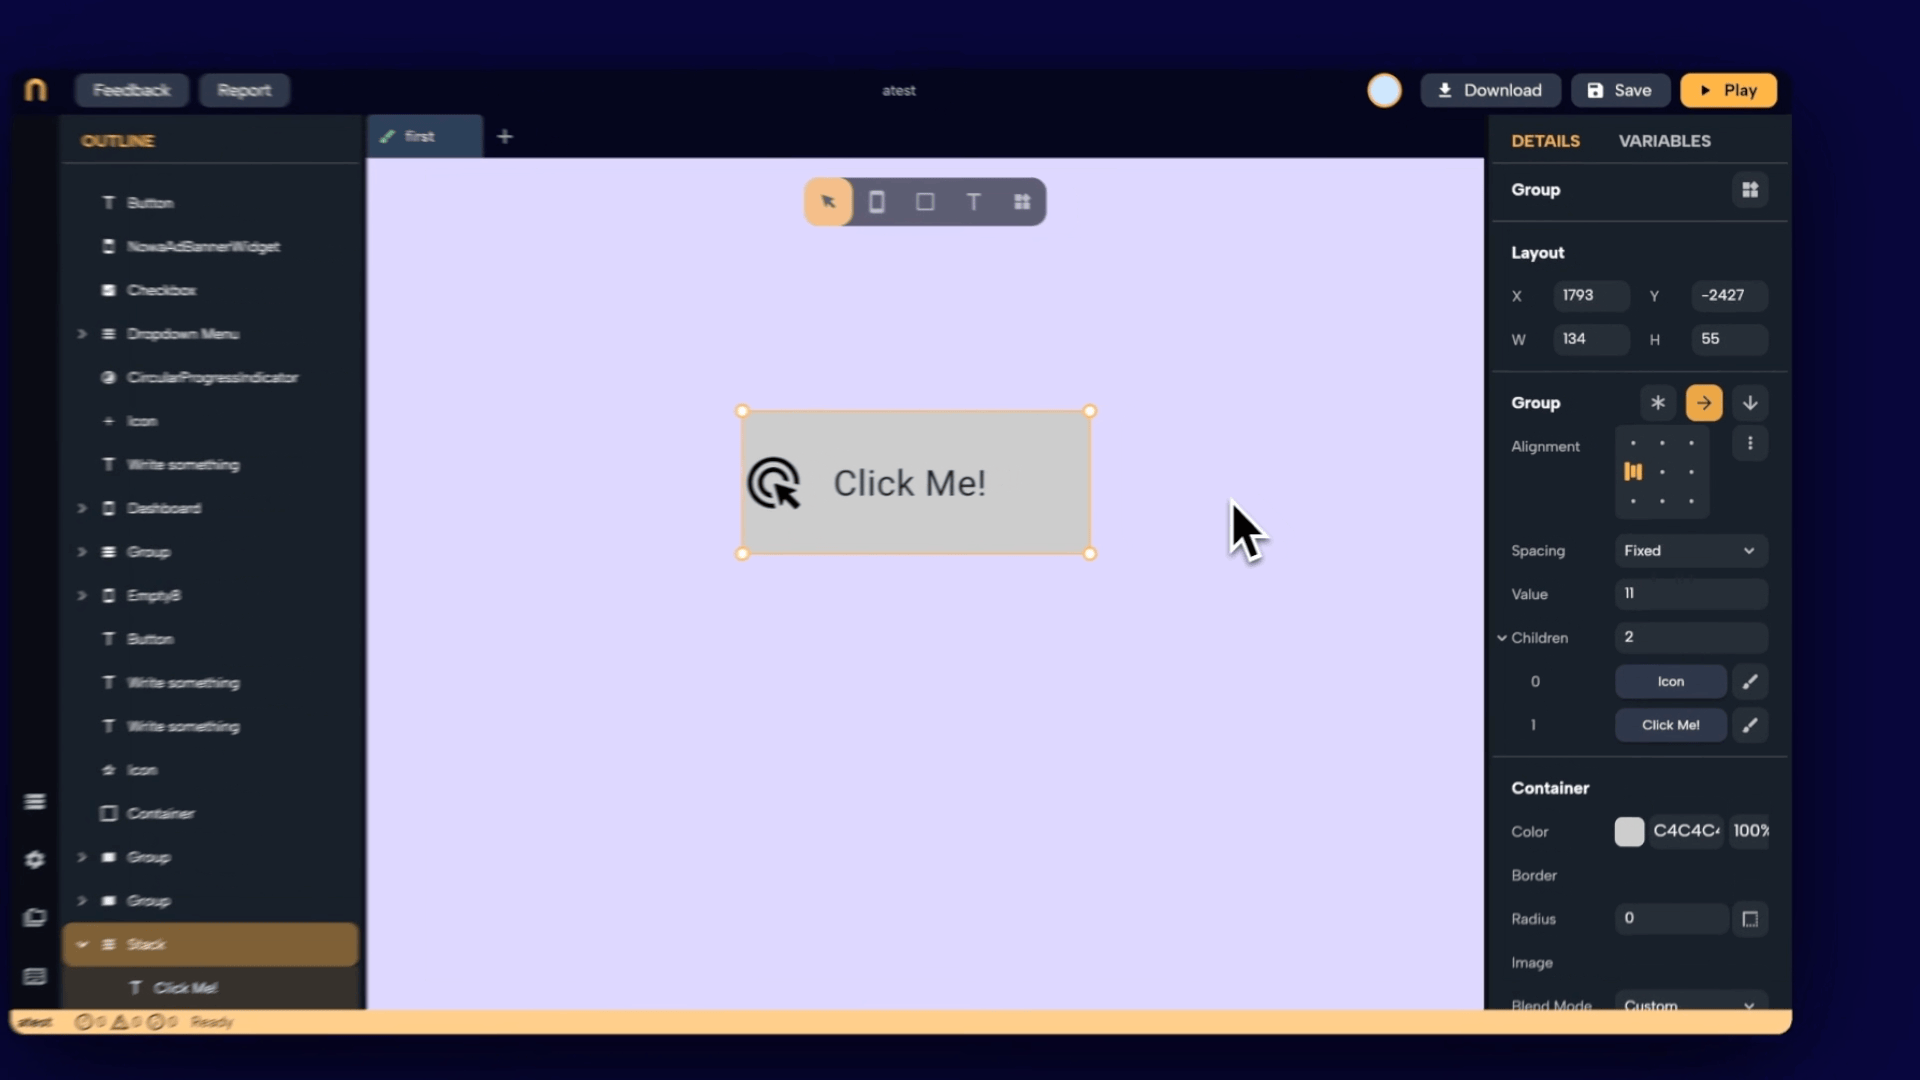 Feedback Report atest Download Save Play
OUTLINE
first
DETAILS VARIABLES
Button
NowaAdBannerWidget
Checkbox
Dropdown Menu
CircularProgressIndicator
Icon
Write something
Dashboard
Group
Empty8
Button
Write something
Write something
Icon
Container
Group
Group
Stack
Click Me!
T
Click Me!
Group
Layout
X 1793 Y -2427
W 134 H 55
Group
Alignment
Spacing Fixed
Value 11
Children 2
0 Icon
1 Click Me!
Container
Color C4C4C4 100%
Border
Radius 0
Image
Blend Mode Custom
atest 0 0 0 Ready